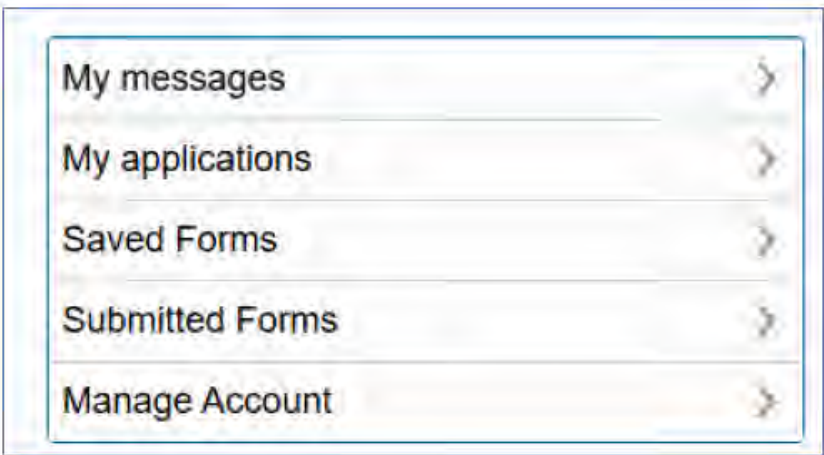 My messages
My applications
Saved Forms
Submitted Forms
Manage Account